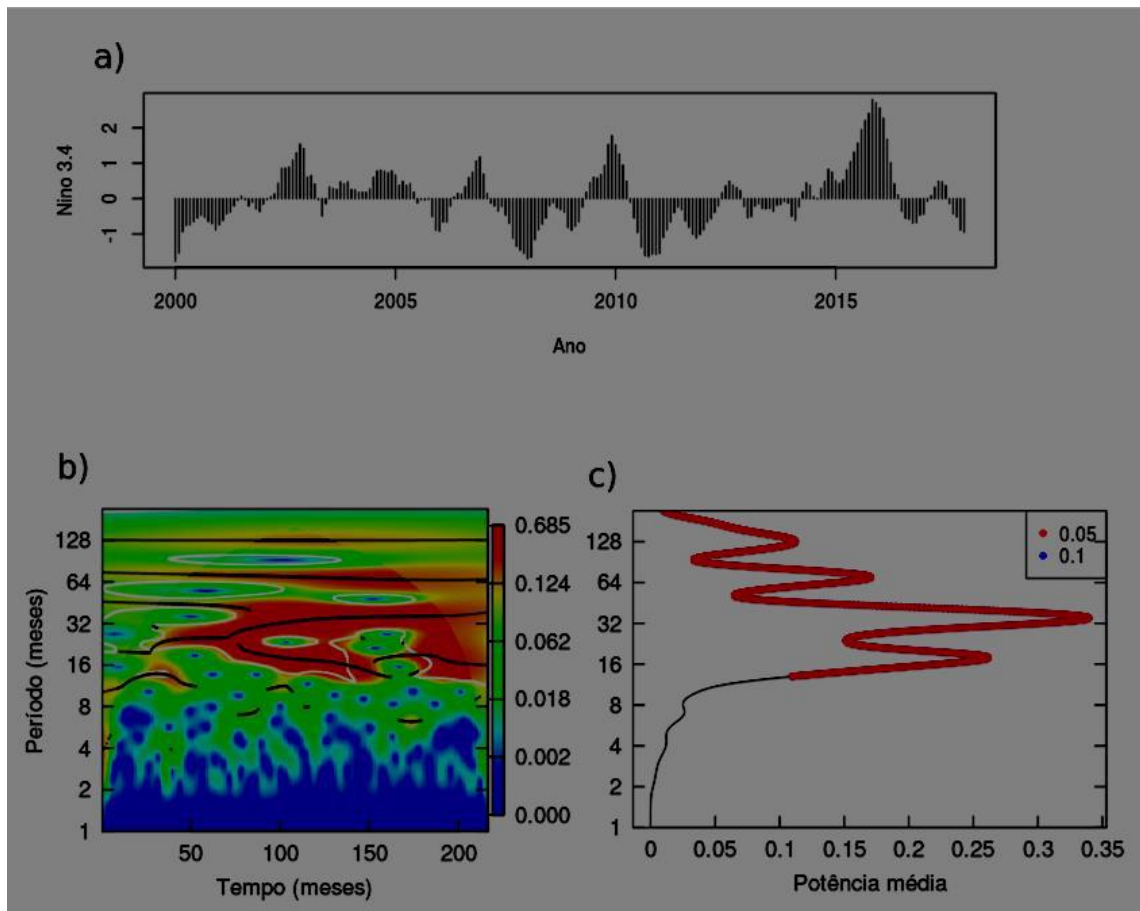 a)
Nino 3.4
2
1
0
-1
2000 2005 2010 2015
Ano
b)
Período (meses)
128
64
32
16
8
4
2
1
50 100 150 200
Tempo (meses)
0.685
0.124
0.062
0.018
0.002
0.000
c)
128
64
32
16
8
4
2
1
0 0.05 0.1 0.15 0.2 0.25 0.3 0.35
Potência média
0.05
0.1